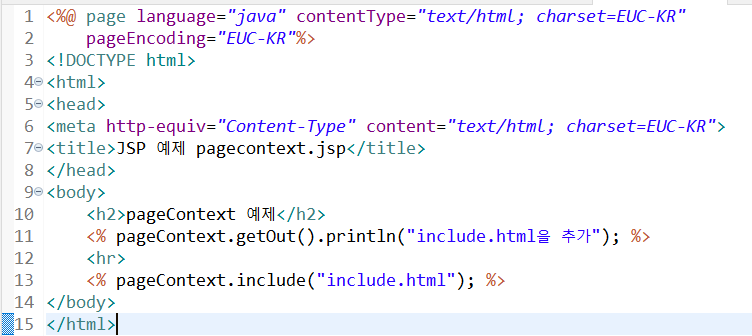 1 <%@ page language="java" contentType="text/html; charset=EUC-KR"
2     pageEncoding="EUC-KR"%>
3 <!DOCTYPE html>
4 <html>
5 <head>
6 <meta http-equiv="Content-Type" content="text/html; charset=EUC-KR">
7 <title>JSP 예제 pagecontext.jsp</title>
8 </head>
9 <body>
10     <h2>pageContext 예제</h2>
11     <% pageContext.getOut().println("include.html을 추가"); %>
12     <hr>
13     <% pageContext.include("include.html"); %>
14 </body>
15 </html>